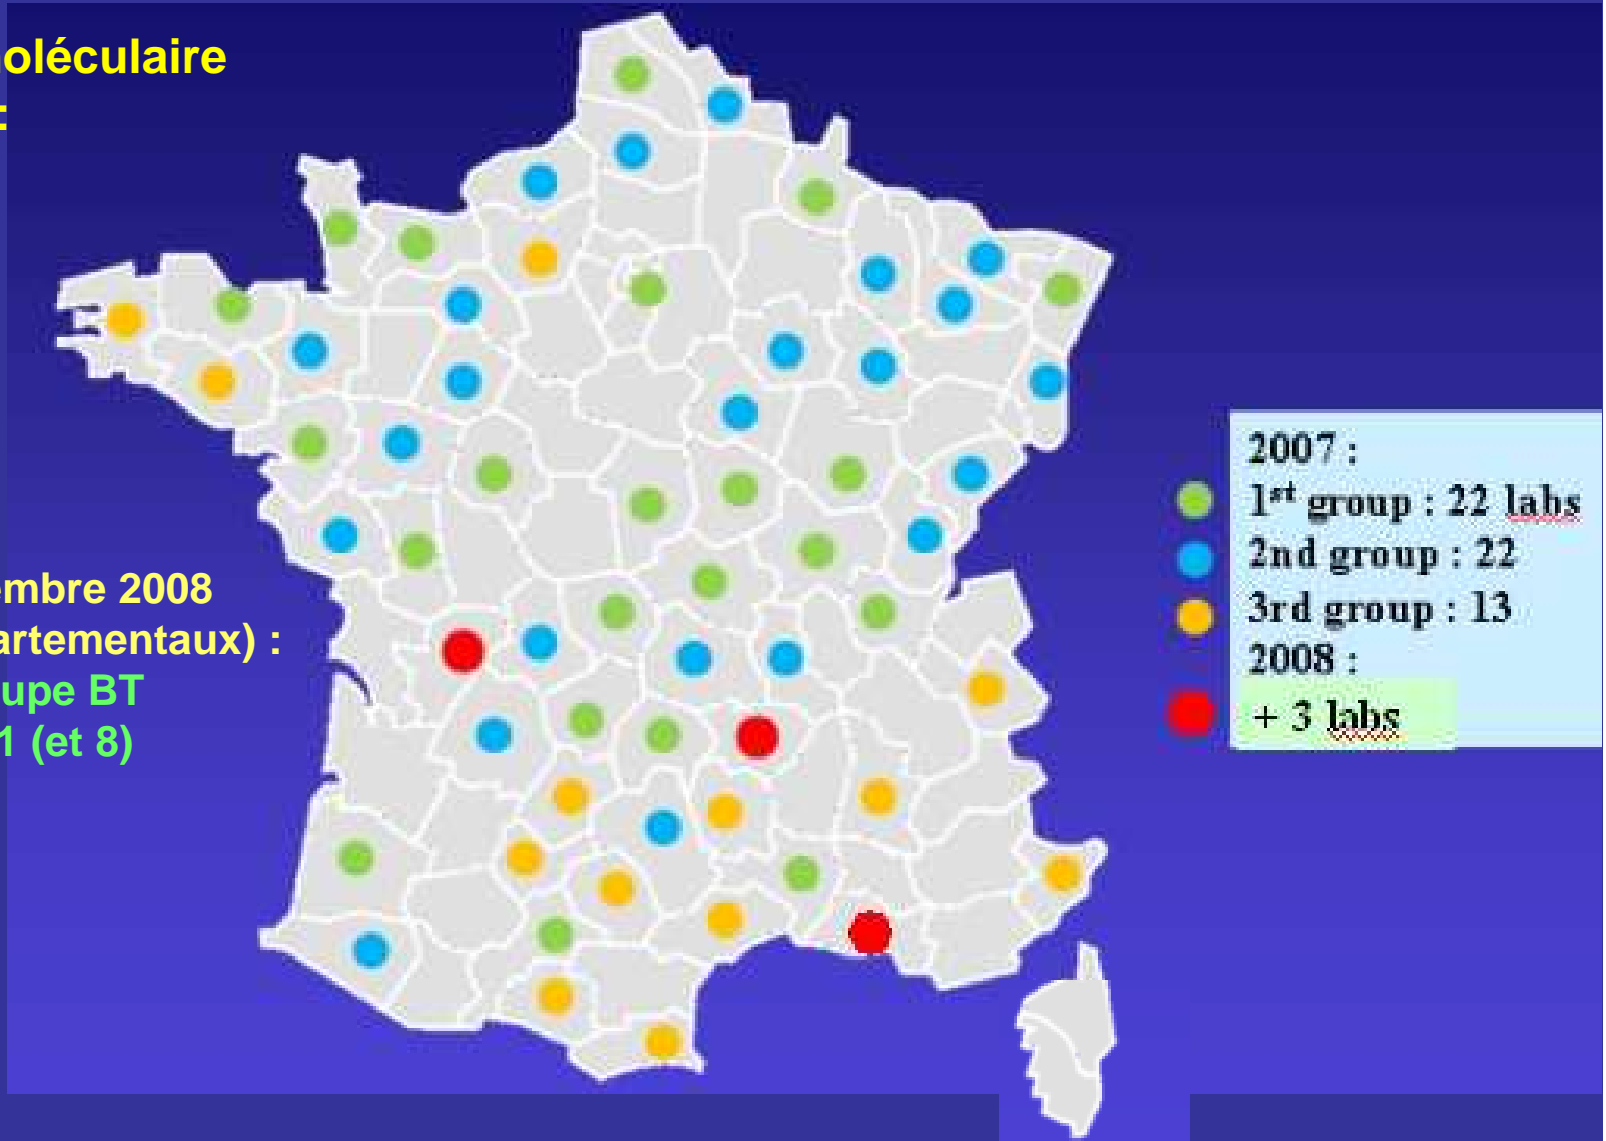 oléculaire
:
embre 2008
artementaux) :
upe BT
1 (et 8)
2007 :
1st group : 22 labs
2nd group : 22
3rd group : 13
2008 :
+ 3 labs